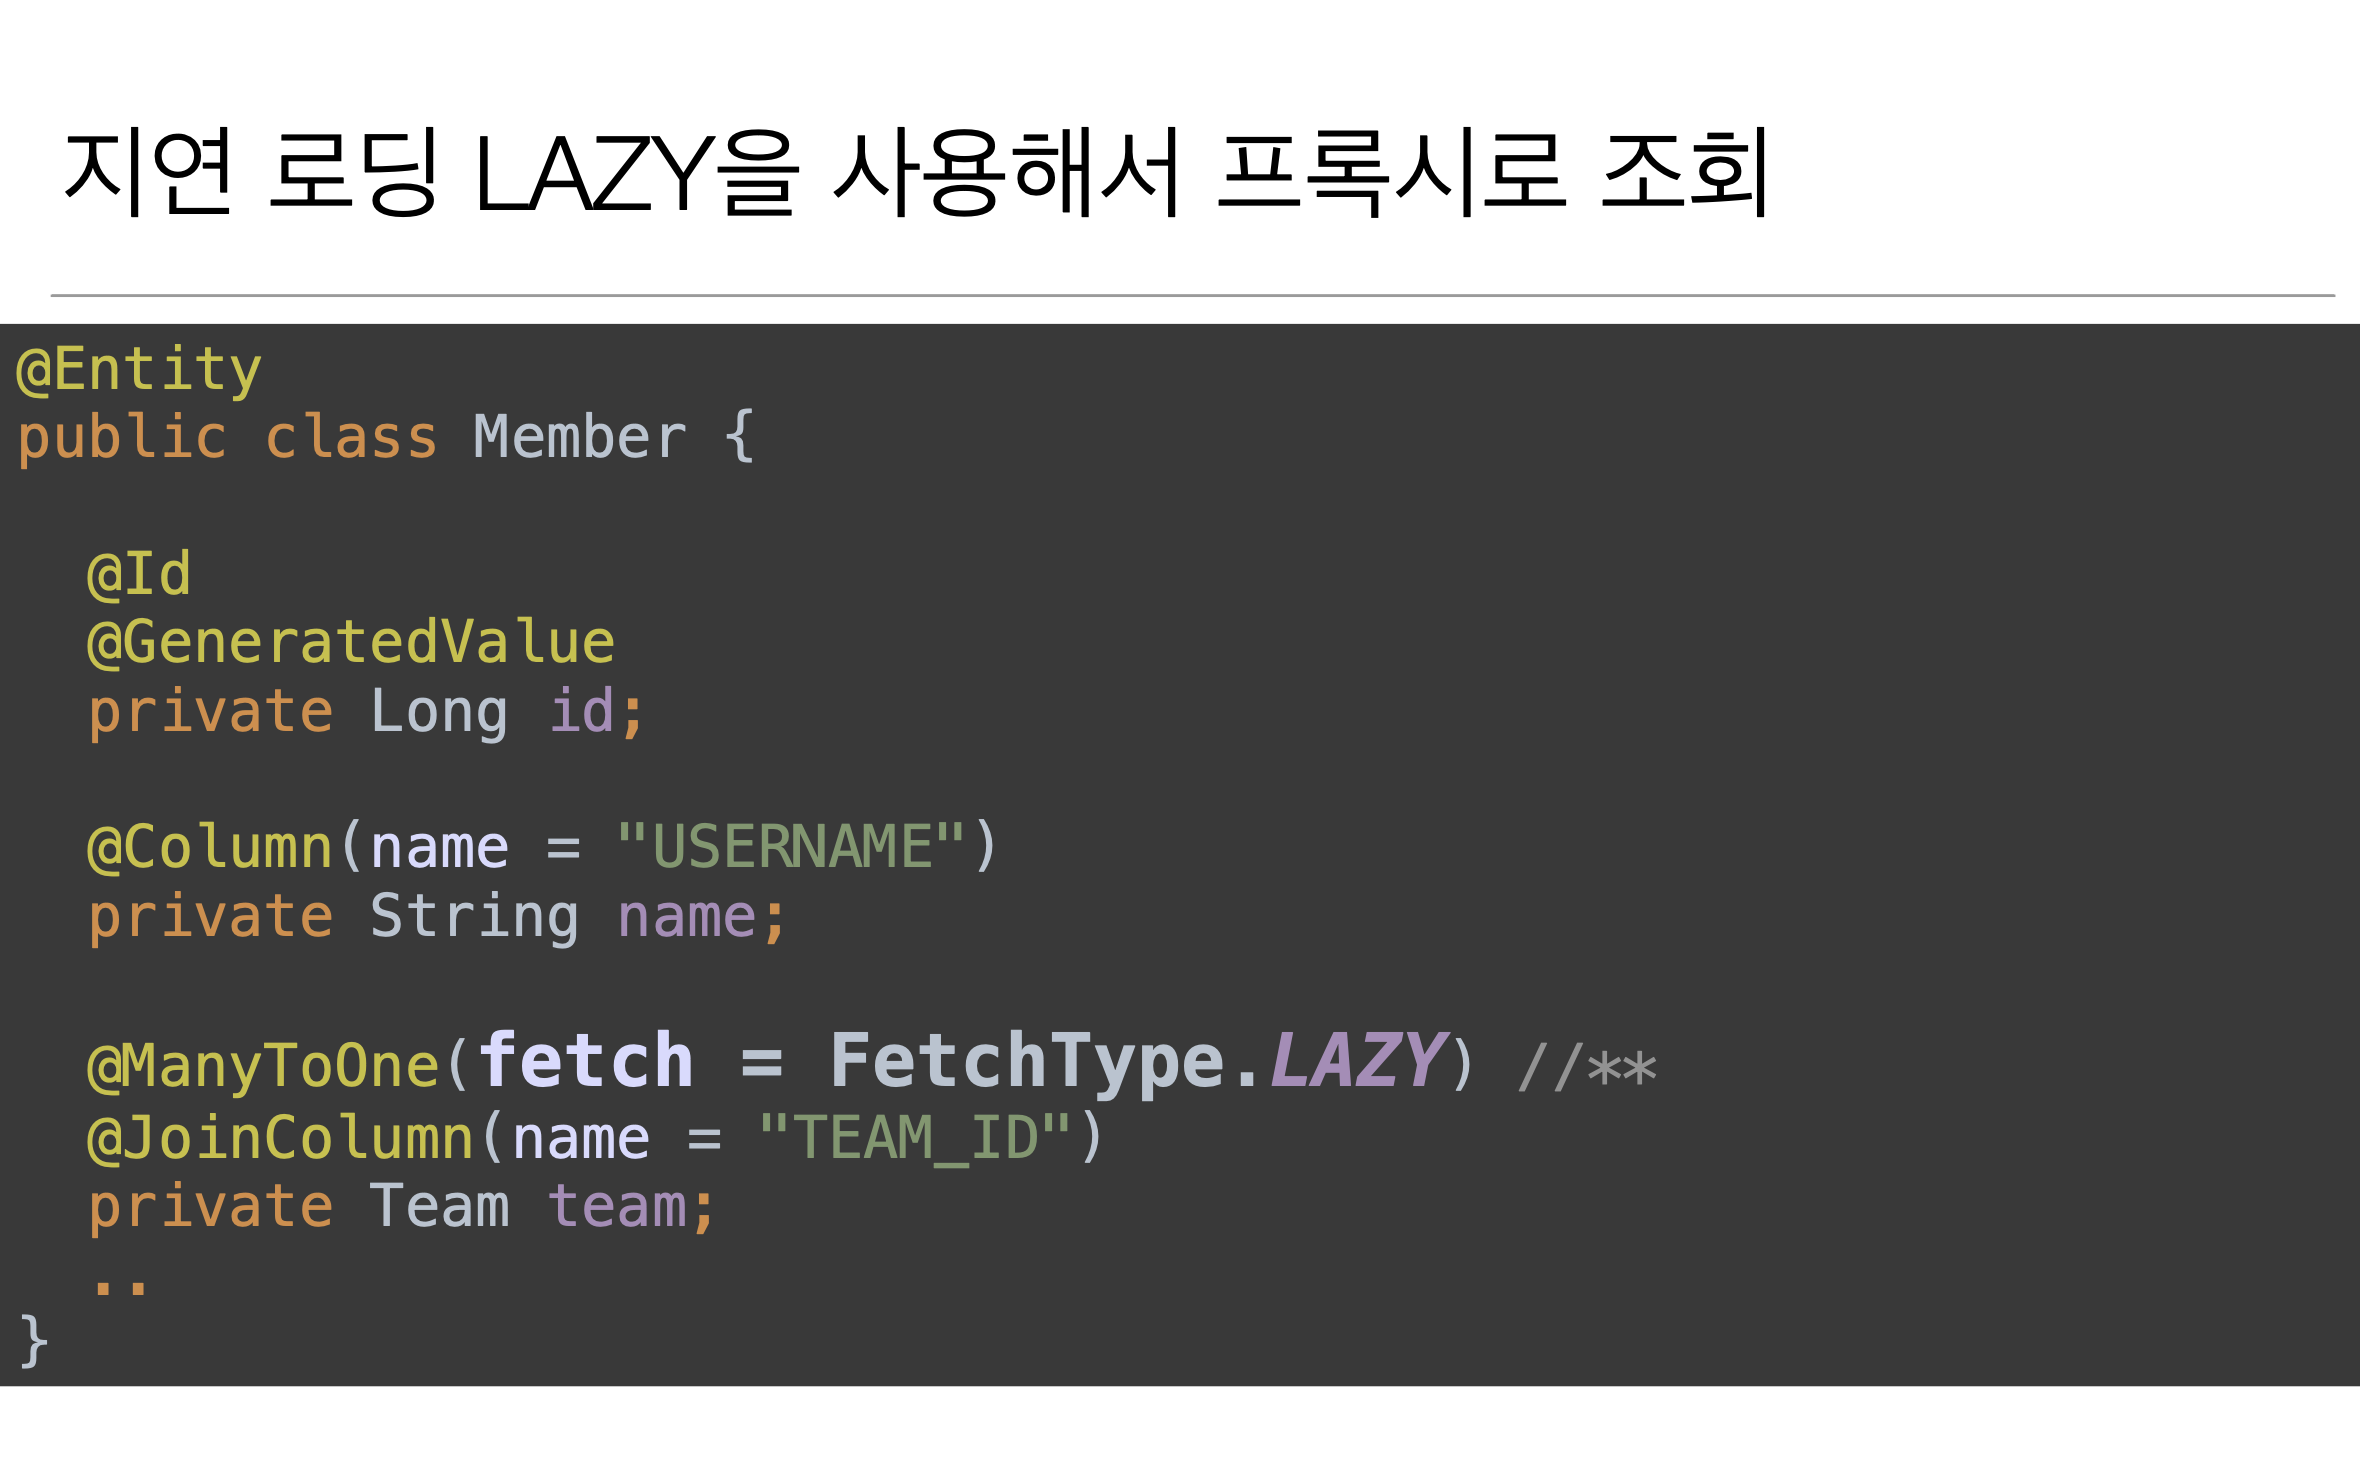 지연 로딩 LAZY을 사용해서 프록시로 조회
@Entity
public class Member {
@Id
@GeneratedValue
private Long id;
@Column(name = "USERNAME")
private String name;
@ManyToOne(fetch = FetchType.LAZY) //**
@JoinColumn(name = "TEAM_ID")
private Team team;
..
}